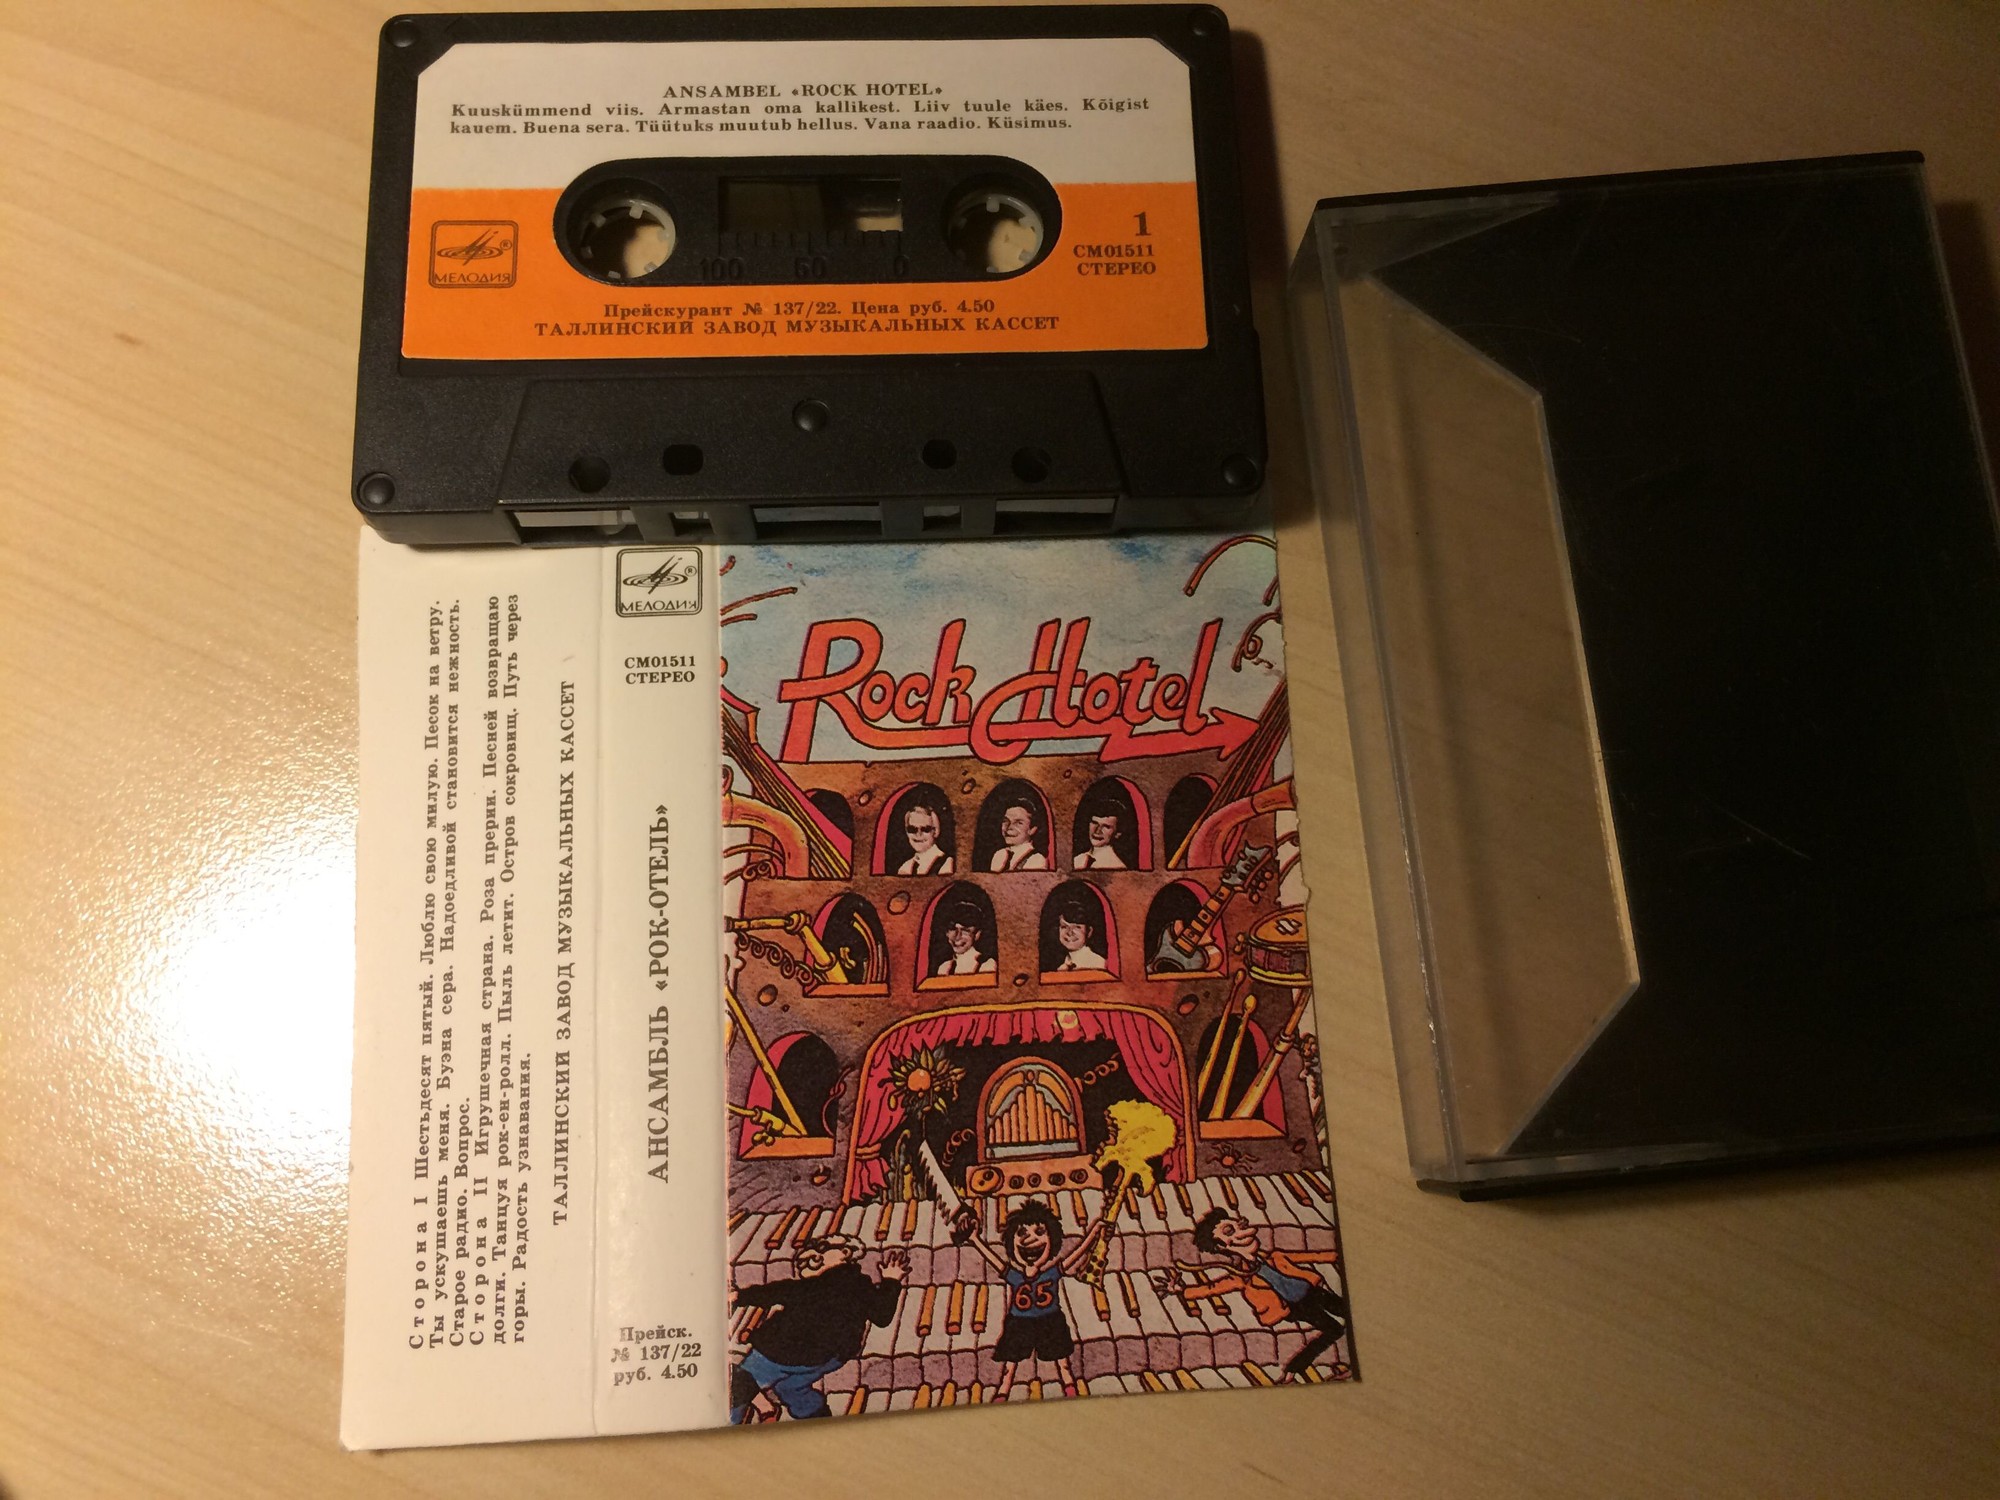 ANSAMBEL «ROCK HOTEL»
Kuuskümmend viis. Armastan oma kallikest. Liiv tuule käes. Kõigist
kauem. Buena sera. Tüütuks muutub hellus. Vana raadio. Küsimus.
МЕЛОДИЯ
100 50 0
1
СМ01511
СТЕРЕО
Прейскурант № 137/22. Цена руб. 4.50
ТАЛЛИНСКИЙ ЗАВОД МУЗЫКАЛЬНЫХ КАССЕТ
Сторона I Шестьдесят пятый. Люблю свою милую. Песок на ветру.
Ты ускушаешь меня. Буэна сера. Надоедливой становится нежность.
Старое радио. Вопрос.
Сторона II Игрушечная страна. Роза прерии. Песней возвращаю
долги. Танцуя рок-ен-ролл. Пыль летит. Остров сокровищ. Путь через
горы. Радость узнавания.
ТАЛЛИНСКИЙ ЗАВОД МУЗЫКАЛЬНЫХ КАССЕТ
МЕЛОДИЯ
СМ01511
СТЕРЕО
АНСАМБЛЬ «РОК-ОТЕЛЬ»
Прейск.
№ 137/22
руб. 4.50
Rock Hotel
65